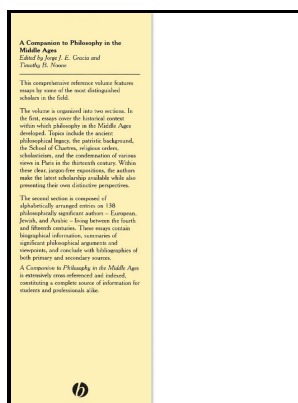 A Companion to Philosophy in the
Middle Ages
Edited by Jorge J. E. Gracia and
Timothy B. Noone
This comprehensive reference volume features
essays by some of the most distinguished
scholars in the field.
The volume is organized into two sections. In
the first, essays cover the historical context
within which philosophy in the Middle Ages
developed. Topics include the ancient
philosophical legacy, the patristic background,
the School of Chartres, religious orders,
scholasticism, and the condemnation of various
views in Paris in the thirteenth century. Within
these clear, jargon-free expositions, the authors
make the latest scholarship available while also
presenting their own distinctive perspectives.
The second section is composed of
alphabetically arranged entries on 138
philosophically significant authors – European,
Jewish, and Arabic – living between the fourth
and fifteenth centuries. These essays contain
biographical information, summaries of
significant philosophical arguments and
viewpoints, and conclude with bibliographies of
both primary and secondary sources.
A Companion to Philosophy in the Middle Ages
is extensively cross-referenced and indexed,
constituting a complete source of information for
students and professionals alike.
b